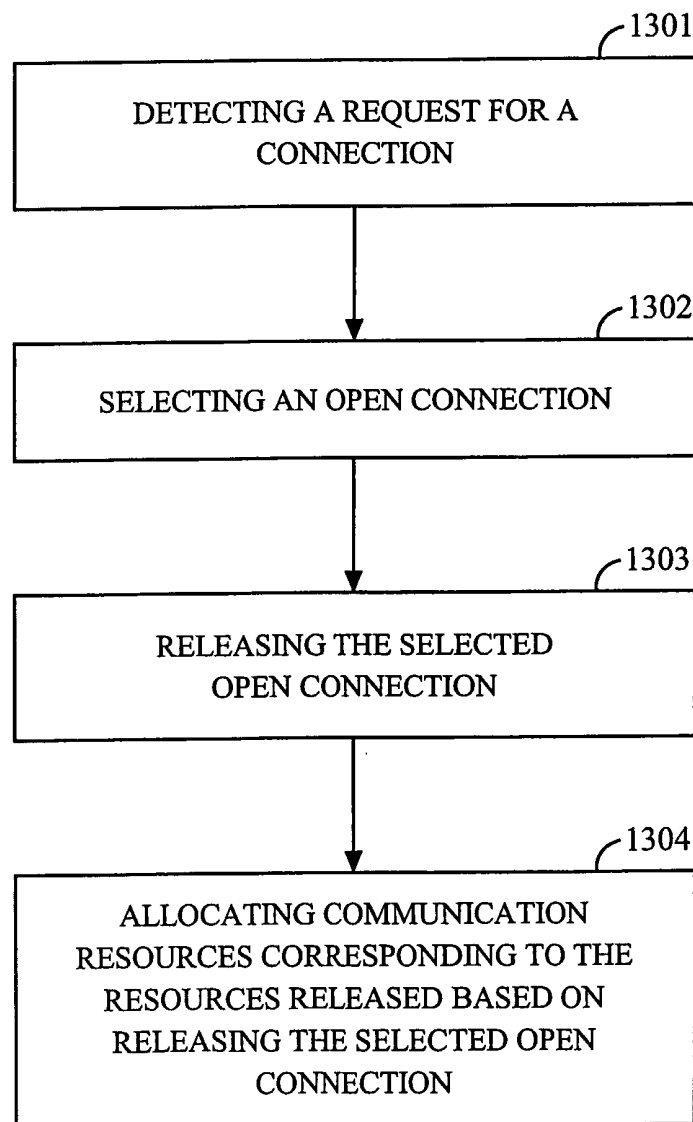 1301
DETECTING A REQUEST FOR A
CONNECTION
1302
SELECTING AN OPEN CONNECTION
1303
RELEASING THE SELECTED
OPEN CONNECTION
1304
ALLOCATING COMMUNICATION
RESOURCES CORRESPONDING TO THE
RESOURCES RELEASED BASED ON
RELEASING THE SELECTED OPEN
CONNECTION